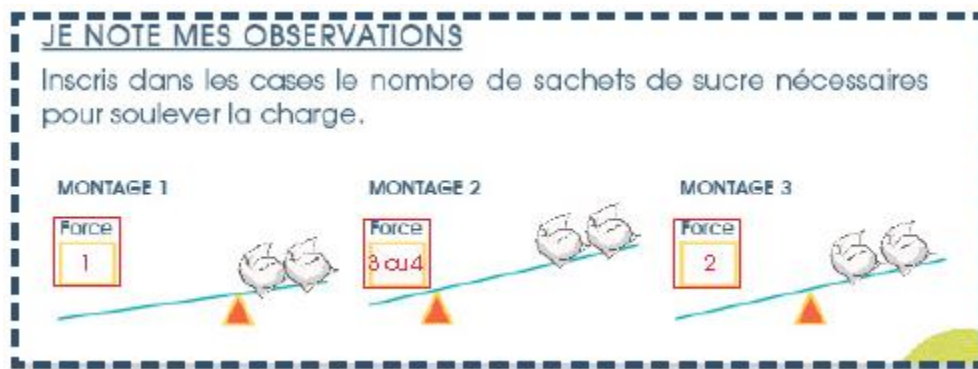 JE NOTE MES OBSERVATIONS
Inscris dans les cases le nombre de sachets de sucre nécessaires
pour soulever la charge.
MONTAGE 1
Force
1
MONTAGE 2
Force
3 ou 4
MONTAGE 3
Force
2